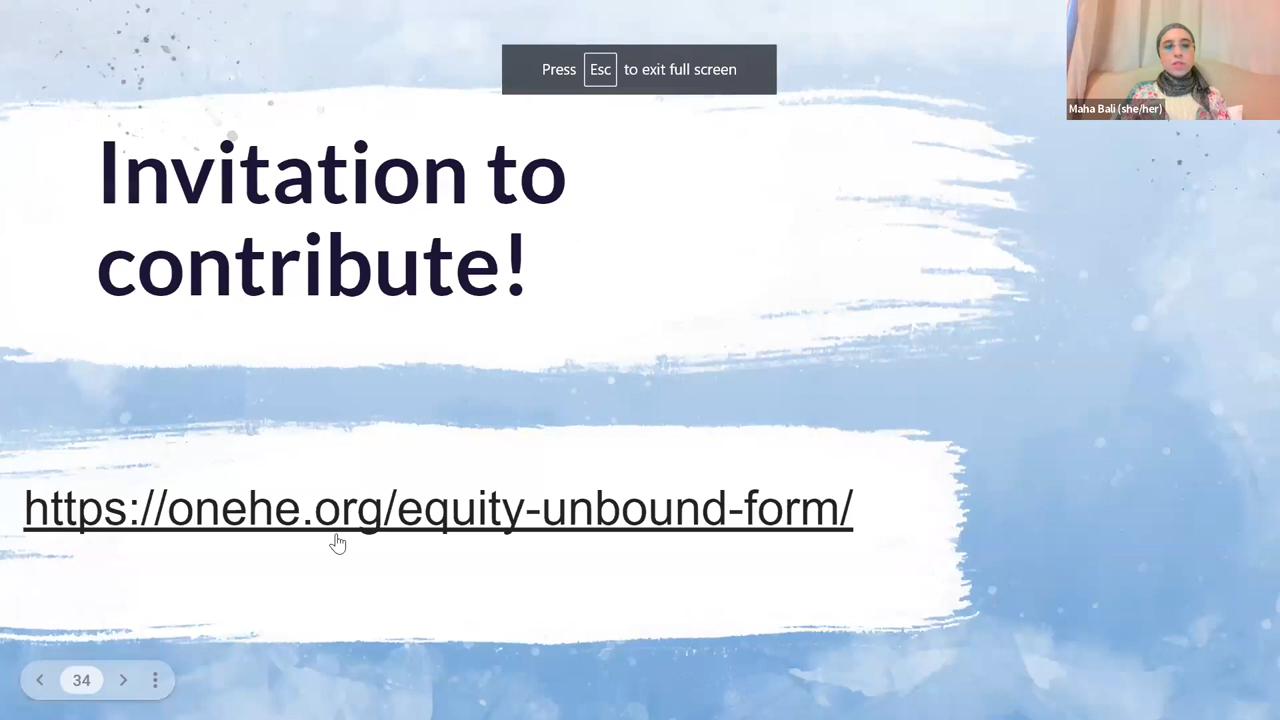 Press Esc to exit full screen
Maha Bali (she/her)
Invitation to
contribute!
https://onehe.org/equity-unbound-form/
34